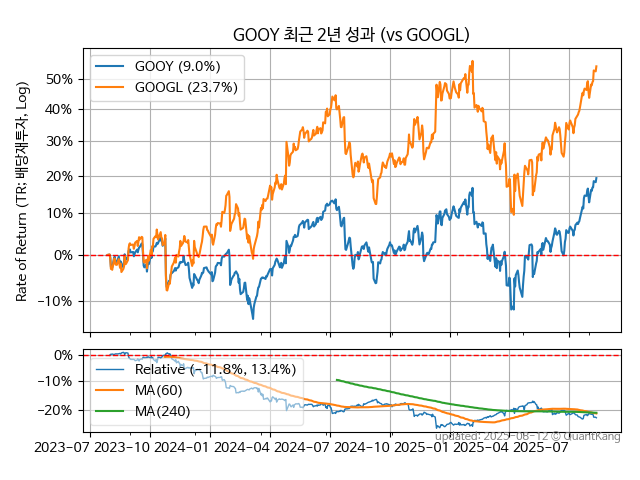 GOOY 최근 2년 성과 (vs GOOGL)
Rate of Return (TR: 배당재투자, Log)
50%
40%
30%
20%
10%
0%
−10%
GOOY (9.0%)
GOOGL (23.7%)
0%
−10%
−20%
Relative (−11.8%, 13.4%)
MA(60)
MA(240)
updated: 2025-08-12 © QuantKang
2023-07 2023-10 2024-01 2024-04 2024-07 2024-10 2025-01 2025-04 2025-07